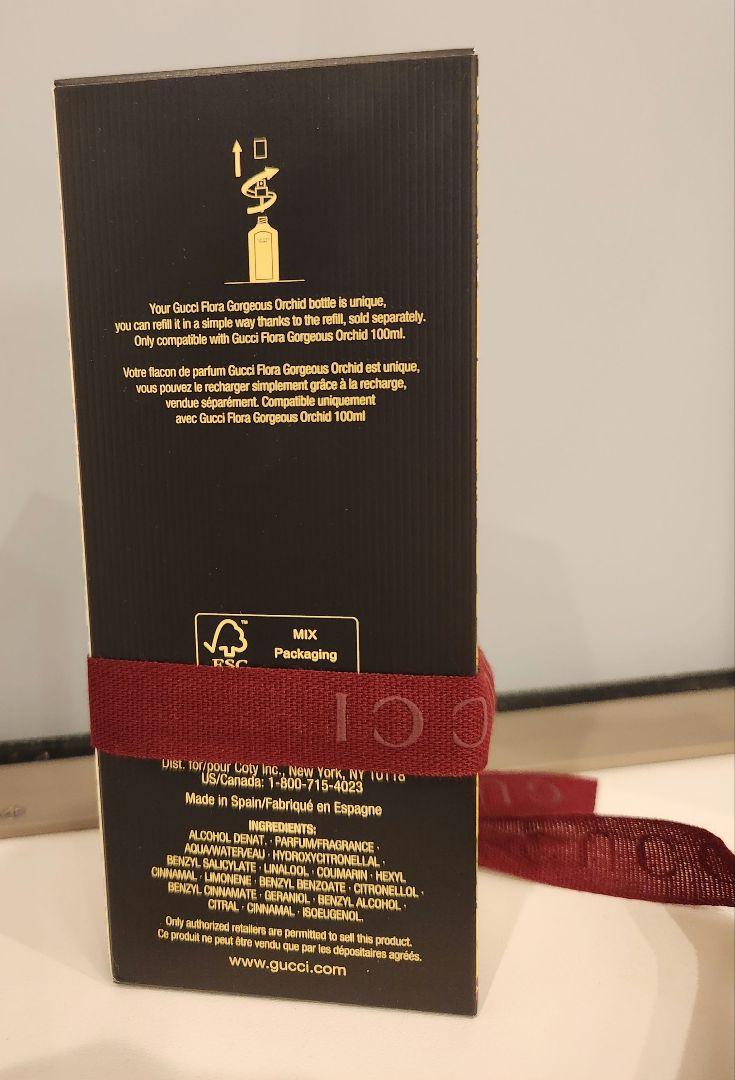 Your Gucci Flora Gorgeous Orchid bottle is unique,
you can refill it in a simple way thanks to the refill, sold separately.
Only compatible with Gucci Flora Gorgeous Orchid 100ml.
Votre flacon de parfum Gucci Flora Gorgeous Orchid est unique,
vous pouvez le recharger simplement grâce à la recharge,
vendue séparément. Compatible uniquement
avec Gucci Flora Gorgeous Orchid 100ml
MIX
Packaging
FSC
Dist. for/pour Coty Inc., New York, NY 10118
US/Canada: 1-800-715-4023
Made in Spain/Fabriqué en Espagne
INGREDIENTS:
ALCOHOL DENAT. · PARFUM/FRAGRANCE ·
AQUA/WATER/EAU · HYDROXYCITRONELLAL ·
BENZYL SALICYLATE · LINALOOL · COUMARIN · HEXYL
CINNAMAL · LIMONENE · BENZYL BENZOATE · CITRONELLOL ·
BENZYL CINNAMATE · GERANIOL · BENZYL ALCOHOL ·
CITRAL · CINNAMAL · ISOEUGENOL.
Only authorized retailers are permitted to sell this product.
Ce produit ne peut être vendu que par les dépositaires agréés.
www.gucci.com